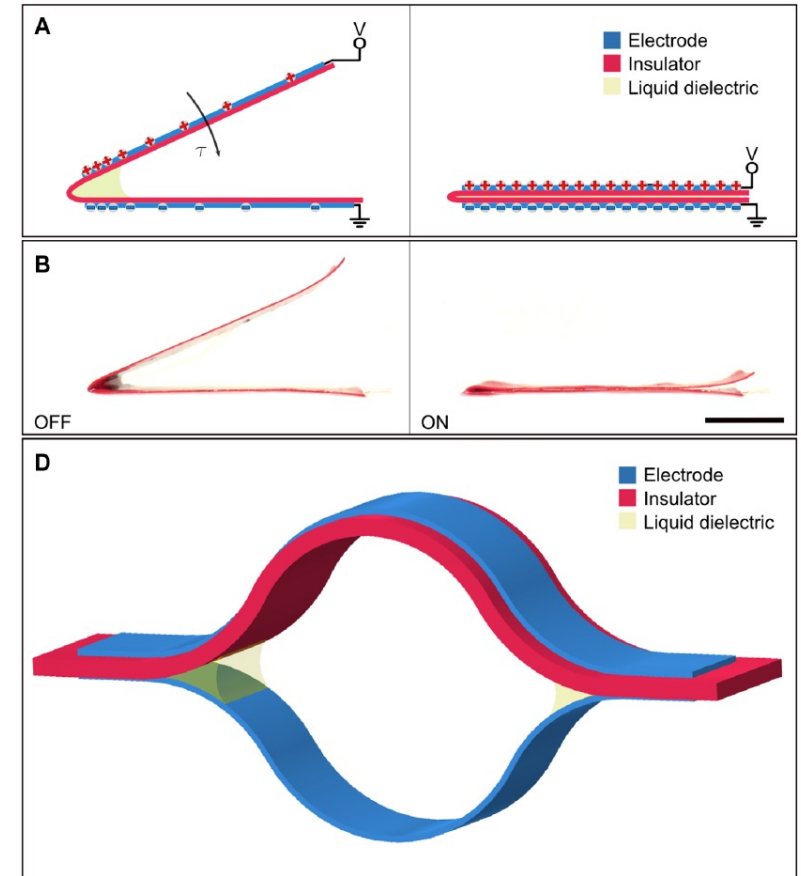 A
V
τ
Electrode
Insulator
Liquid dielectric
V
B
OFF
ON
D
Electrode
Insulator
Liquid dielectric